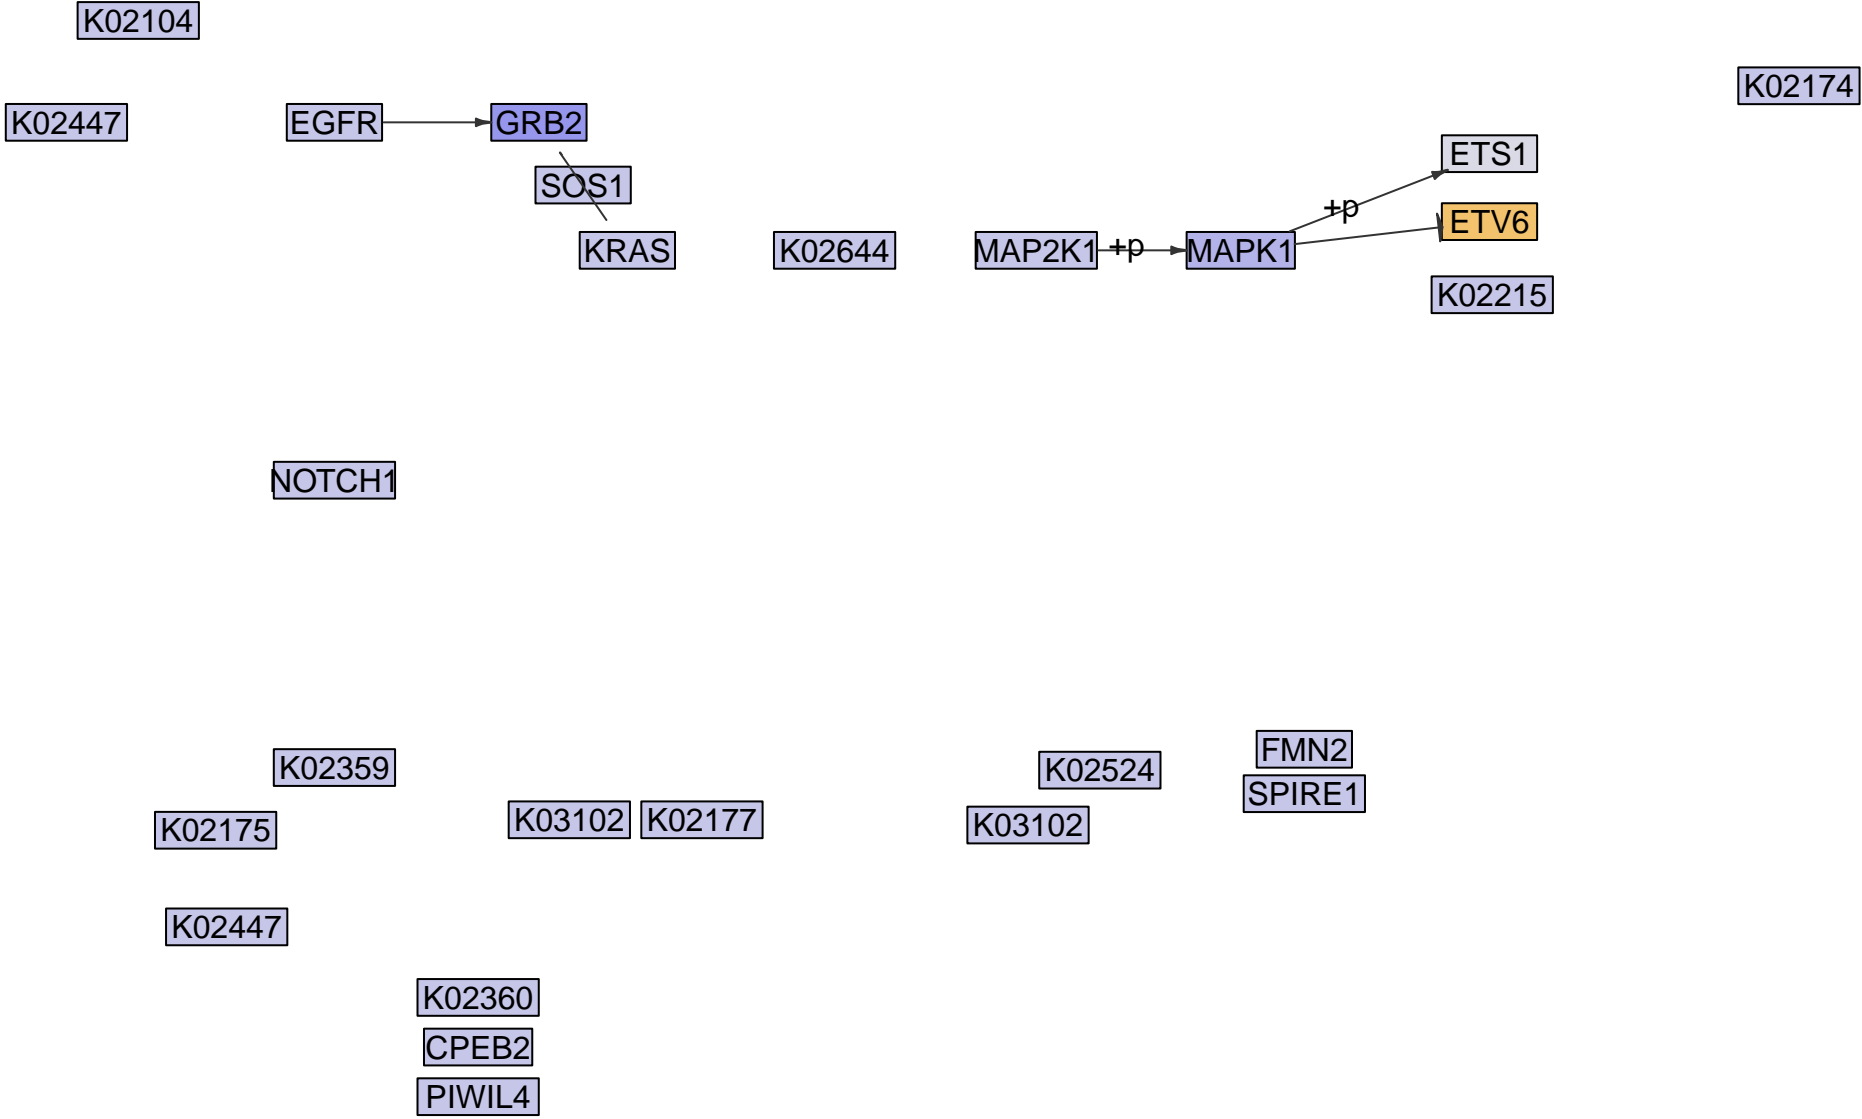 K02104
K02174
K02447
EGFR
GRB2
ETS1
SOS1
+p
ETV6
KRAS
K02644
MAP2K1
+p
MAPK1
K02215
NOTCH1
FMN2
K02359
K02524
SPIRE1
K02175
K03102
K02177
K03102
K02447
K02360
CPEB2
PIWIL4